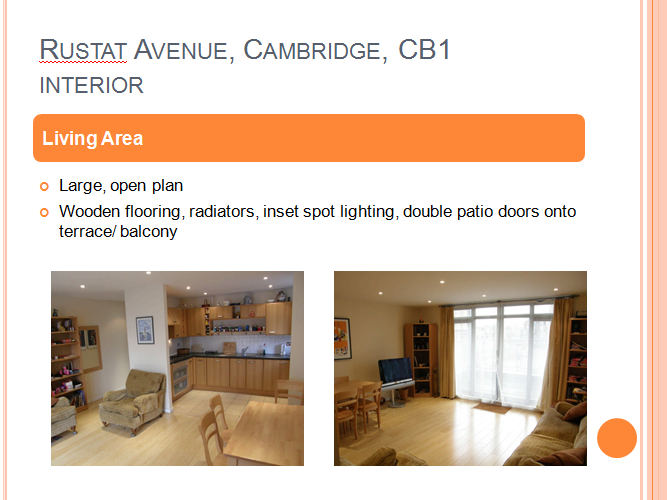 Rustat Avenue, Cambridge, CB1
interior
Living Area
Large, open plan
Wooden flooring, radiators, inset spot lighting, double patio doors onto
terrace/ balcony